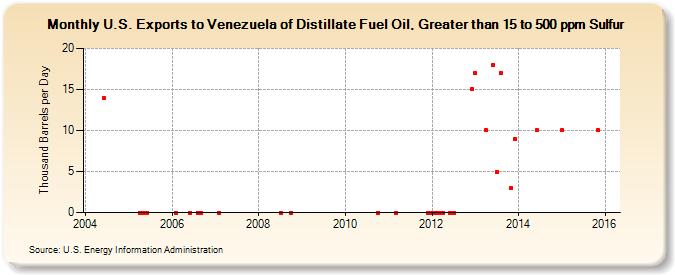 Monthly U.S. Exports to Venezuela of Distillate Fuel Oil, Greater than 15 to 500 ppm Sulfur
Thousand Barrels per Day
20
15
10
5
0
2004 2006 2008 2010 2012 2014 2016
Source: U.S. Energy Information Administration